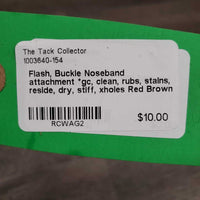 The Tack Collector
1003640-154
Flash, Buckle Noseband
attachment *gc, clean, rubs, stains,
reside, dry, stiff, xholes Red Brown
$10.00
RCWAG2